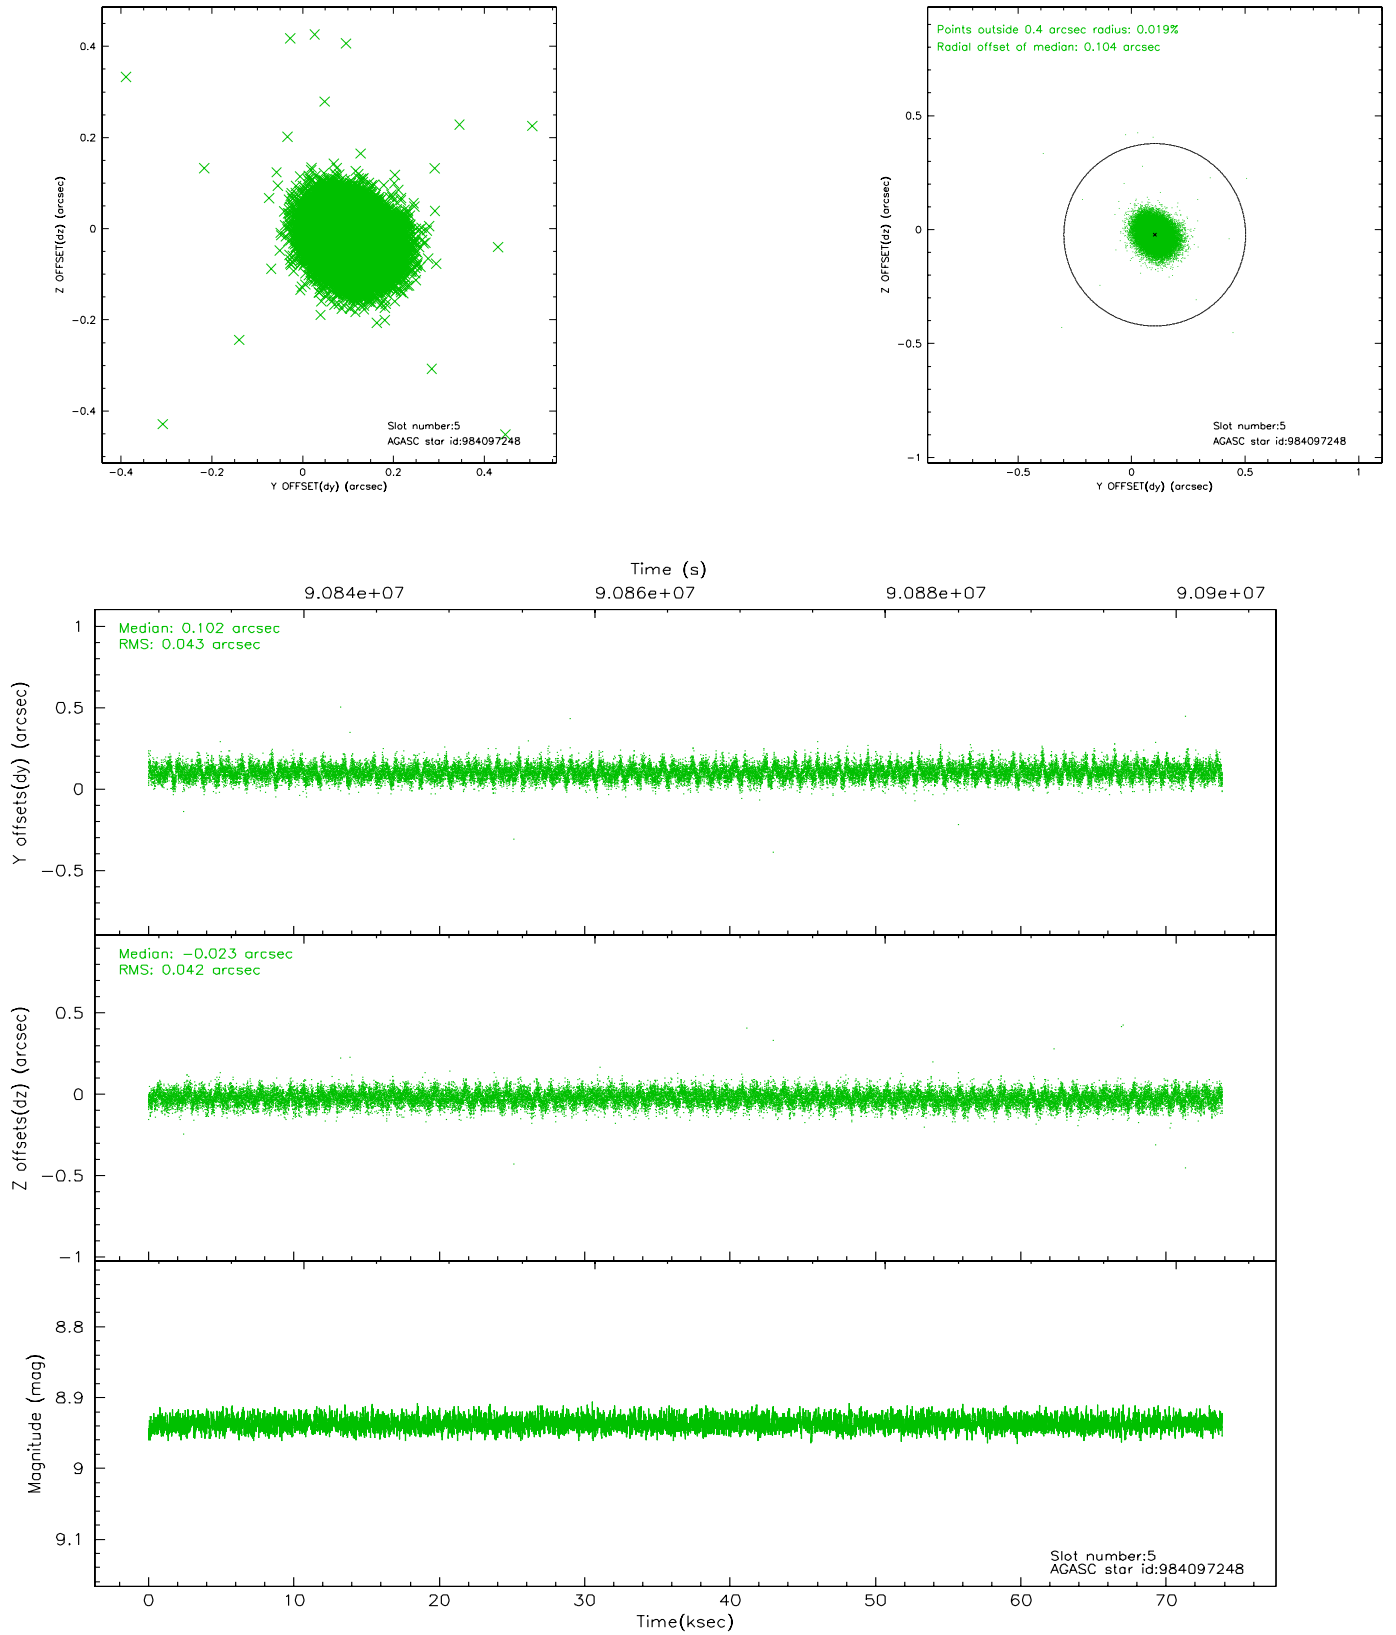 0.4
0.2
0
−0.2
−0.4
Z OFFSET(dz) (arcsec)
−0.4 −0.2 0 0.2 0.4
Y OFFSET(dy) (arcsec)
Slot number:5
AGASC star id:984097248
Points outside 0.4 arcsec radius: 0.019%
Radial offset of median: 0.104 arcsec
0.5
0
−0.5
−1
Z OFFSET(dz) (arcsec)
−0.5 0 0.5 1
Y OFFSET(dy) (arcsec)
Slot number:5
AGASC star id:984097248
Time (s)
9.084e+07 9.086e+07 9.088e+07 9.09e+07
Median: 0.102 arcsec
RMS: 0.043 arcsec
1
0.5
0
−0.5
Y offsets(dy) (arcsec)
Median: −0.023 arcsec
RMS: 0.042 arcsec
0.5
0
−0.5
−1
Z offsets(dz) (arcsec)
8.8
8.9
9
9.1
Magnitude (mag)
Slot number:5
AGASC star id:984097248
0 10 20 30 40 50 60 70
Time(ksec)